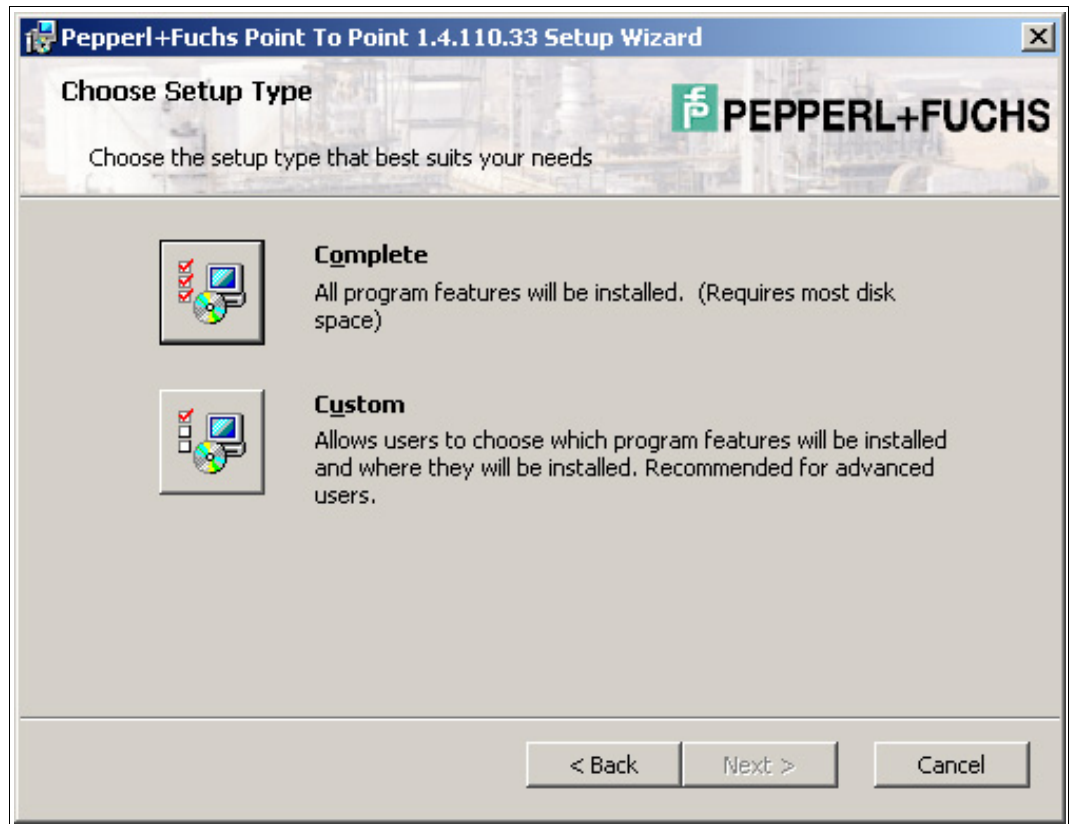 Pepperl+Fuchs Point To Point 1.4.110.33 Setup Wizard
Choose Setup Type
PEPPERL+FUCHS
Choose the setup type that best suits your needs
Complete
All program features will be installed. (Requires most disk
space)
Custom
Allows users to choose which program features will be installed
and where they will be installed. Recommended for advanced
users.
< Back
Next >
Cancel